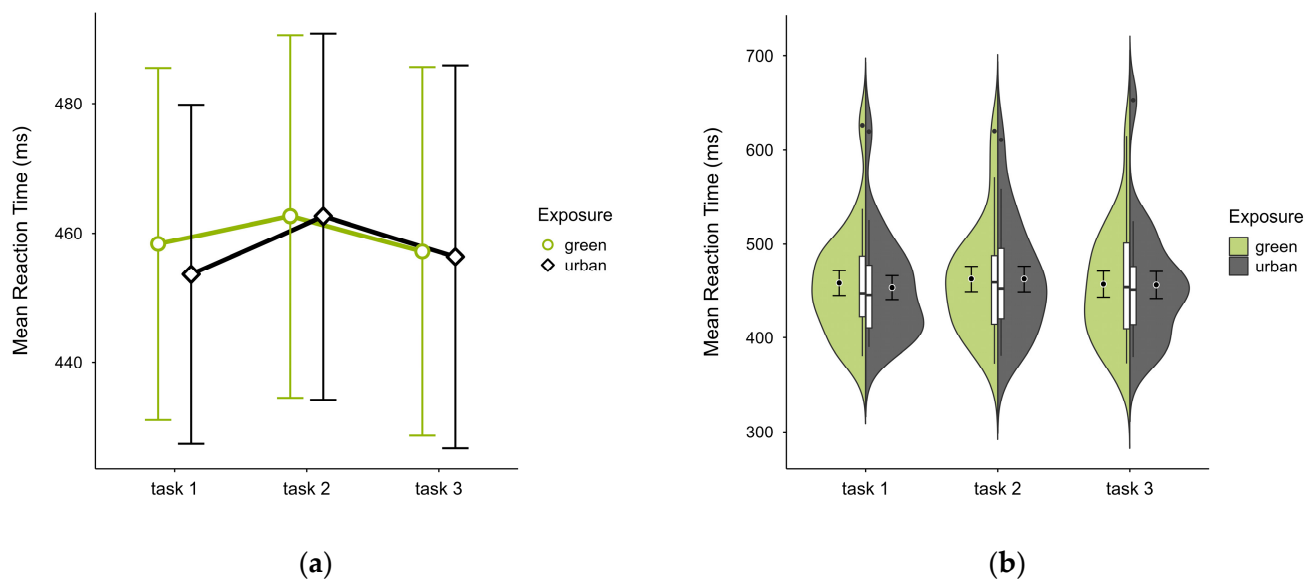 Mean Reaction Time (ms)
480
460
440
task 1 task 2 task 3
Exposure
green
urban
(a)
Mean Reaction Time (ms)
700
600
500
400
300
task 1 task 2 task 3
Exposure
green
urban
(b)